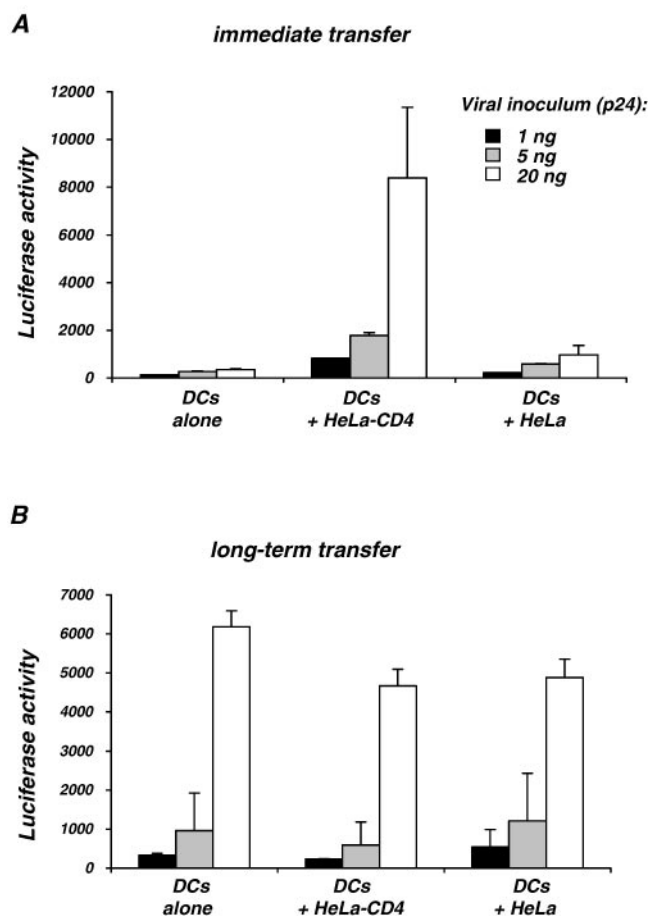 A
immediate transfer
12000
10000
8000
6000
4000
2000
0
Luciferase activity
Viral inoculum (p24):
1 ng
5 ng
20 ng
DCs
alone
DCs
+ HeLa-CD4
DCs
+ HeLa
B
long-term transfer
7000
6000
5000
4000
3000
2000
1000
0
Luciferase activity
DCs
alone
DCs
+ HeLa-CD4
DCs
+ HeLa